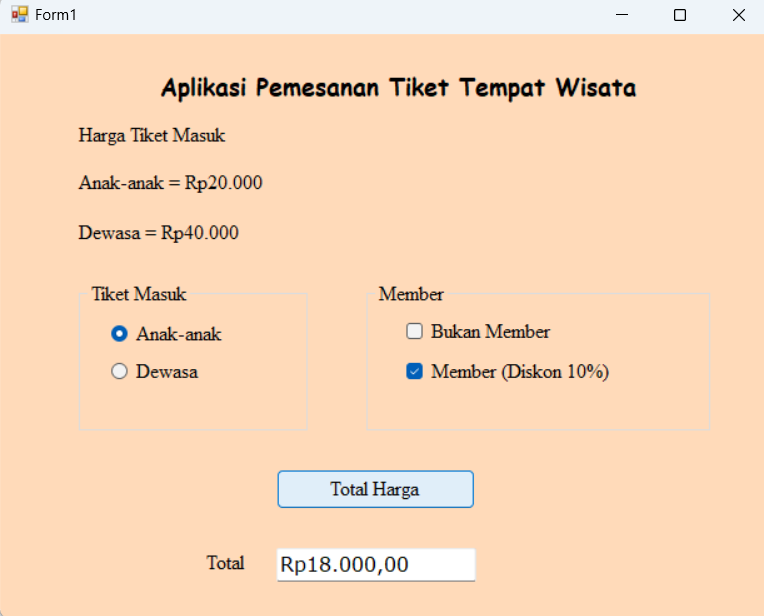 Form1
Aplikasi Pemesanan Tiket Tempat Wisata
Harga Tiket Masuk
Anak-anak = Rp20.000
Dewasa = Rp40.000
Tiket Masuk
Anak-anak
Dewasa
Member
Bukan Member
Member (Diskon 10%)
Total Harga
Total Rp18.000,00